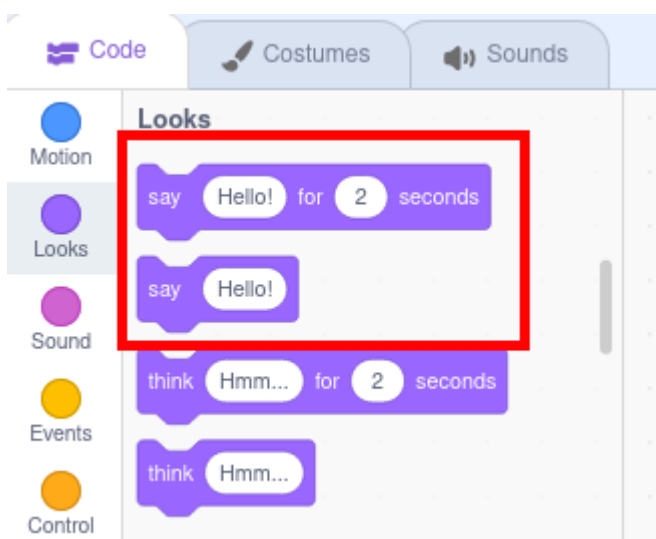 Code Costumes Sounds
Motion
Looks
Sound
Events
Control
Looks
say Hello! for 2 seconds
say Hello!
think Hmm... for 2 seconds
think Hmm...